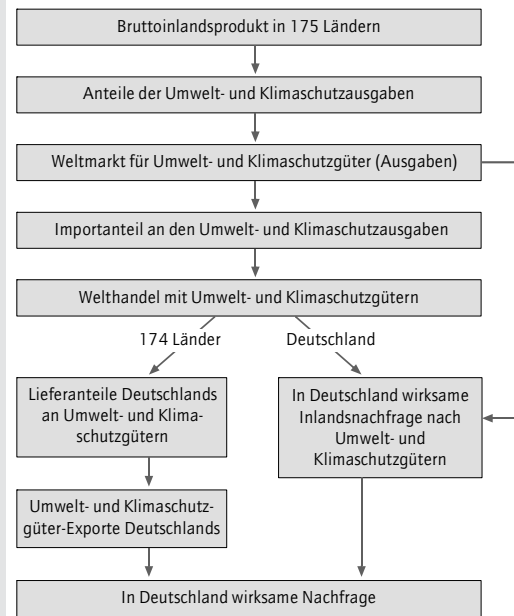 Bruttoinlandsprodukt in 175 Ländern
Anteile der Umwelt- und Klimaschutzausgaben
Weltmarkt für Umwelt- und Klimaschutzgüter (Ausgaben)
Importanteil an den Umwelt- und Klimaschutzausgaben
Welthandel mit Umwelt- und Klimaschutzgütern
174 Länder
Deutschland
Lieferanteile Deutschlands
an Umwelt- und Klima-
schutzgütern
In Deutschland wirksame
Inlandsnachfrage nach
Umwelt- und
Klimaschutzgütern
Umwelt- und Klimaschutz-
güter-Exporte Deutschlands
In Deutschland wirksame Nachfrage